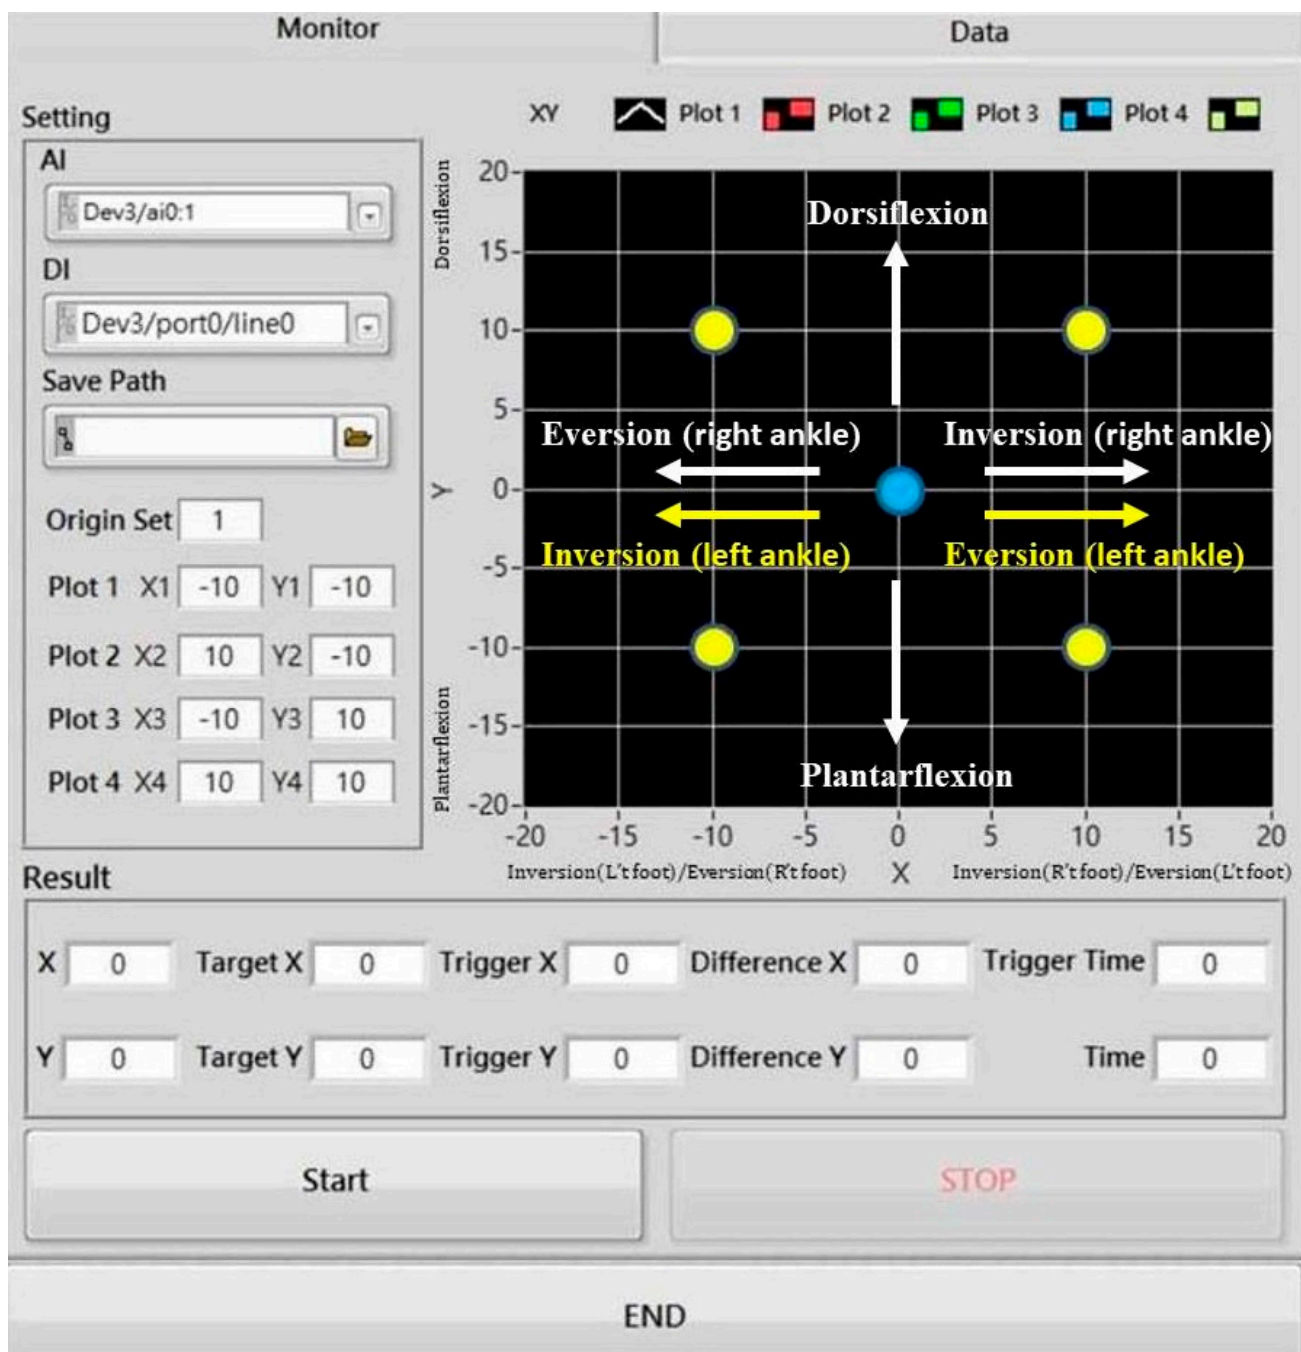 Monitor
Data
Setting
AI
Dev3/ai0:1
DI
Dev3/port0/line0
Save Path
Origin Set 1
Plot 1 X1 -10 Y1 -10
Plot 2 X2 10 Y2 -10
Plot 3 X3 -10 Y3 10
Plot 4 X4 10 Y4 10
XY Plot 1 Plot 2 Plot 3 Plot 4
Dorsiflexion
Y
Plantarflexion
20
15
10
5
0
-5
-10
-15
-20
Dorsiflexion
Eversion (right ankle) Inversion (right ankle)
Inversion (left ankle) Eversion (left ankle)
Plantarflexion
-20 -15 -10 -5 0 5 10 15 20
Inversion(L't foot)/Eversion(R't foot) X Inversion(R't foot)/Eversion(L't foot)
Result
X 0 Target X 0 Trigger X 0 Difference X 0 Trigger Time 0
Y 0 Target Y 0 Trigger Y 0 Difference Y 0 Time 0
Start
STOP
END